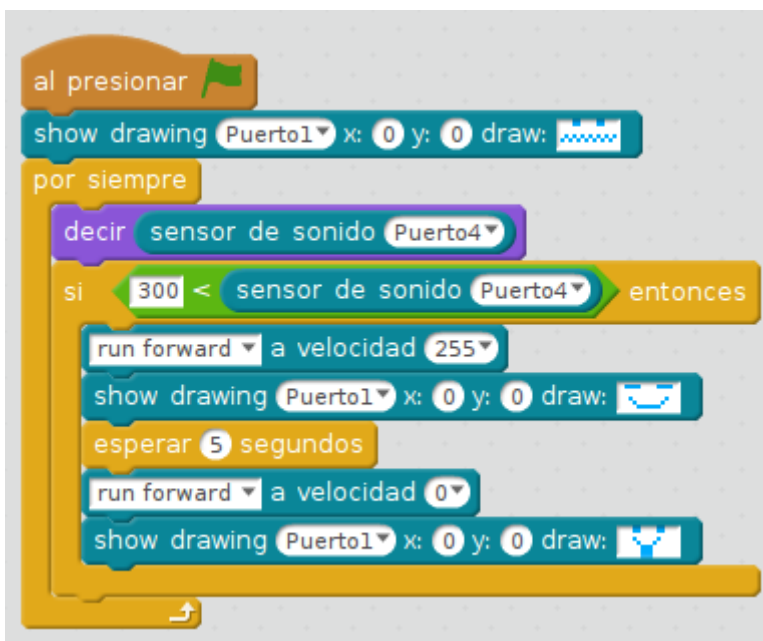 al presionar
show drawing Puerto1 x: 0 y: 0 draw:
por siempre
decir sensor de sonido Puerto4
si 300 < sensor de sonido Puerto4 entonces
run forward a velocidad 255
show drawing Puerto1 x: 0 y: 0 draw:
esperar 5 segundos
run forward a velocidad 0
show drawing Puerto1 x: 0 y: 0 draw: